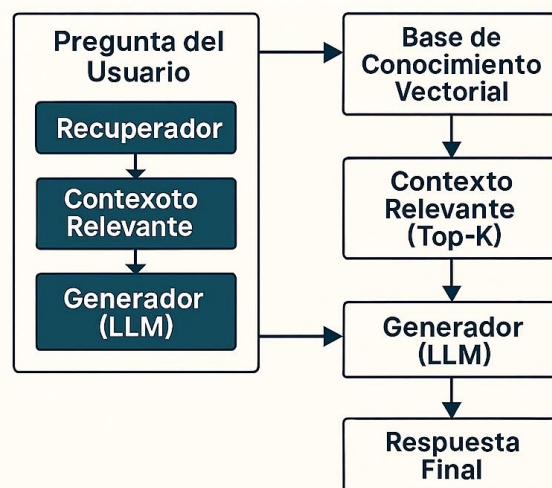 Pregunta del
Usuario
Recuperador
Contexoto
Relevante
Generador
(LLM)
Base de
Conocimiento
Vectorial
Contexto
Relevante
(Top-K)
Generador
(LLM)
Respuesta
Final